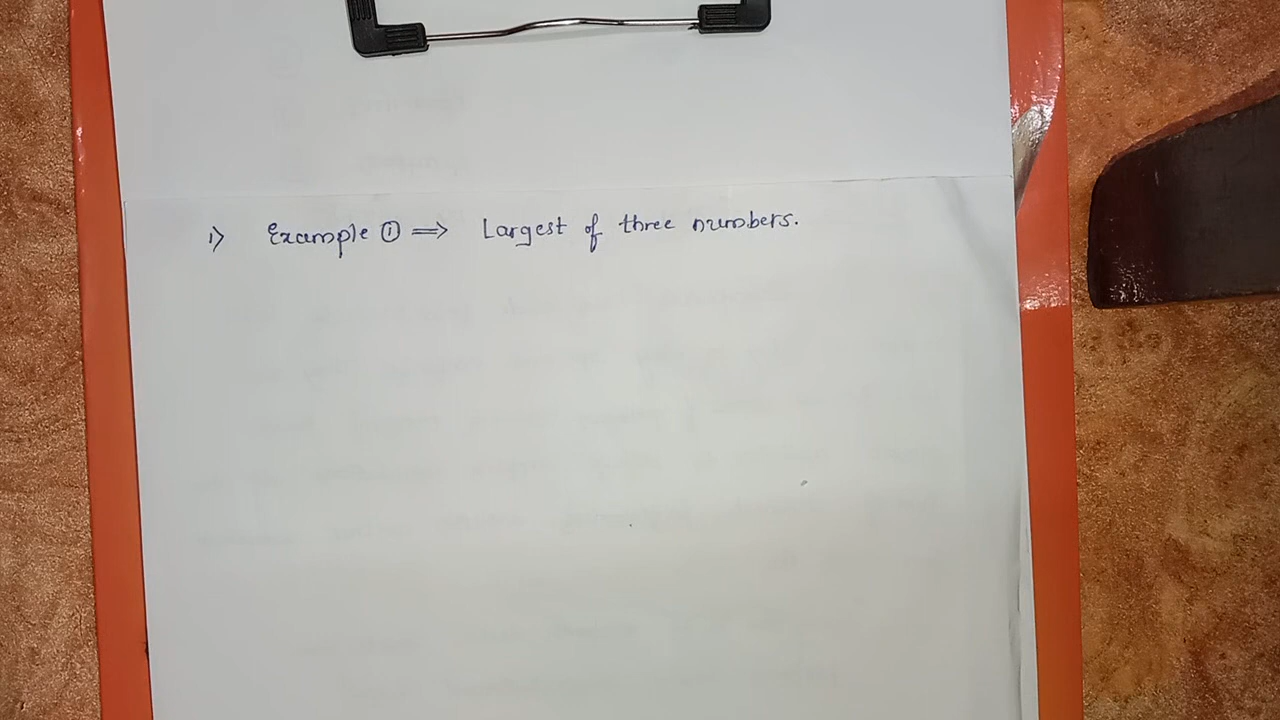 1) Example ① ⇒ Largest of three numbers.